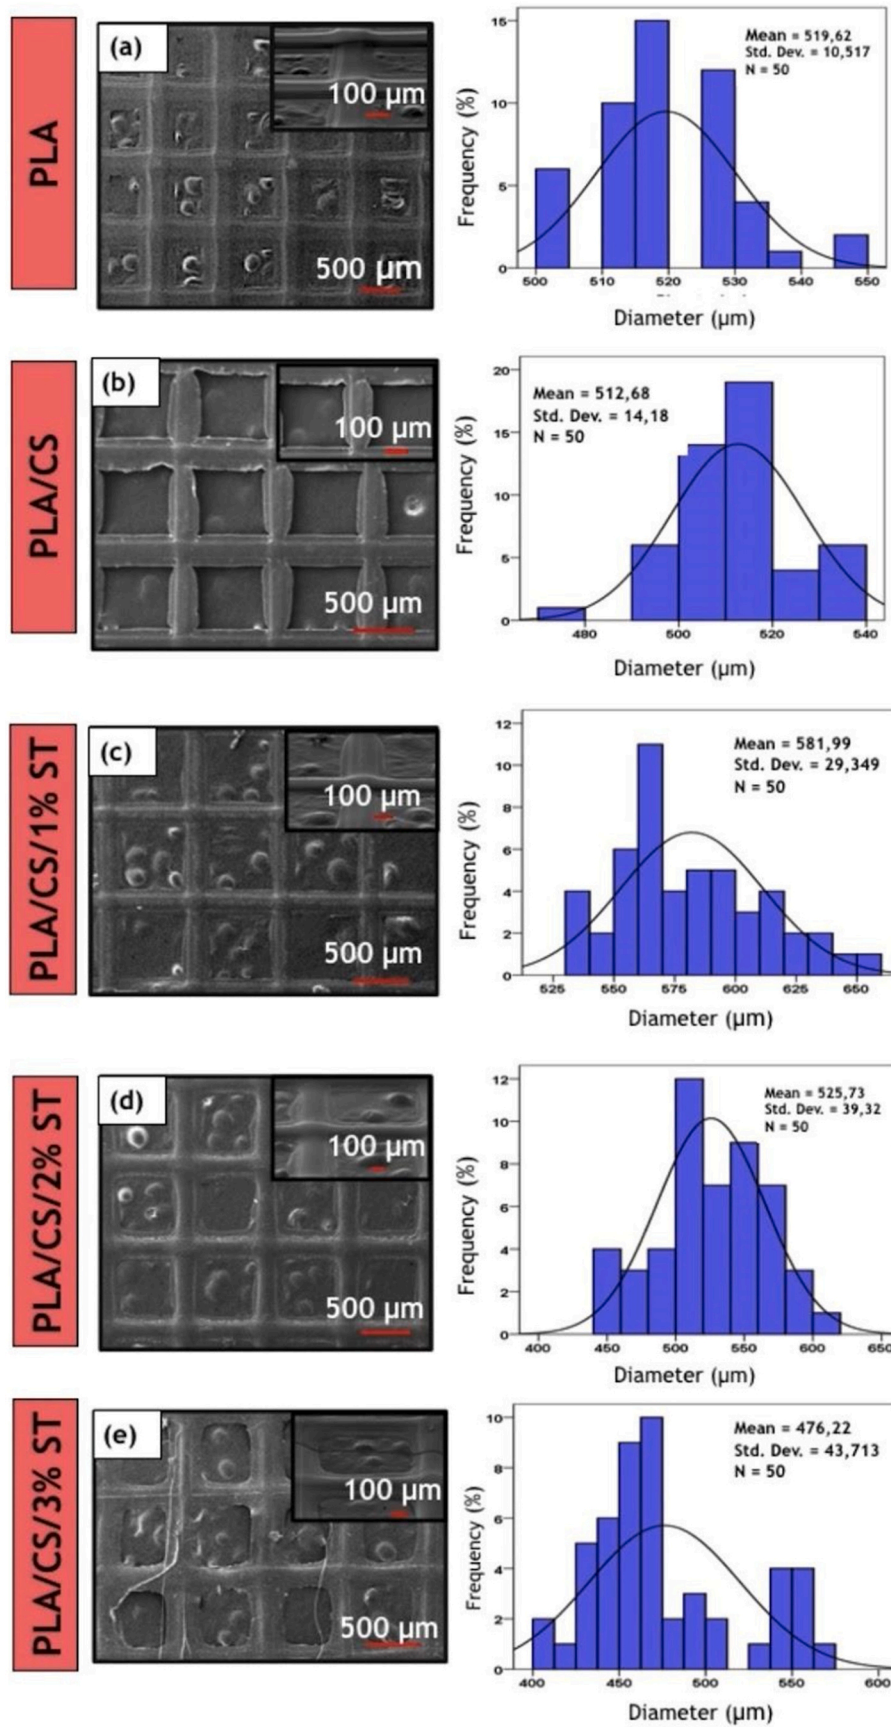 PLA
(a)
100 µm
500 µm
Mean = 519,62
Std. Dev. = 10,517
N = 50
Frequency (%)
15
10
5
0
500 510 520 530 540 550
Diameter (µm)
PLA/CS
(b)
100 µm
500 µm
Mean = 512,68
Std. Dev. = 14,18
N = 50
Frequency (%)
20
15
10
5
0
480 500 520 540
Diameter (µm)
PLA/CS/1% ST
(c)
100 µm
500 µm
Mean = 581,99
Std. Dev. = 29,349
N = 50
Frequency (%)
12
10
8
6
4
2
0
525 550 575 600 625 650
Diameter (µm)
PLA/CS/2% ST
(d)
100 µm
500 µm
Mean = 525,73
Std. Dev. = 39,32
N = 50
Frequency (%)
12
10
8
6
4
2
0
400 450 500 550 600 650
Diameter (µm)
PLA/CS/3% ST
(e)
100 µm
500 µm
Mean = 476,22
Std. Dev. = 43,713
N = 50
Frequency (%)
10
8
6
4
2
0
400 450 500 550 600
Diameter (µm)